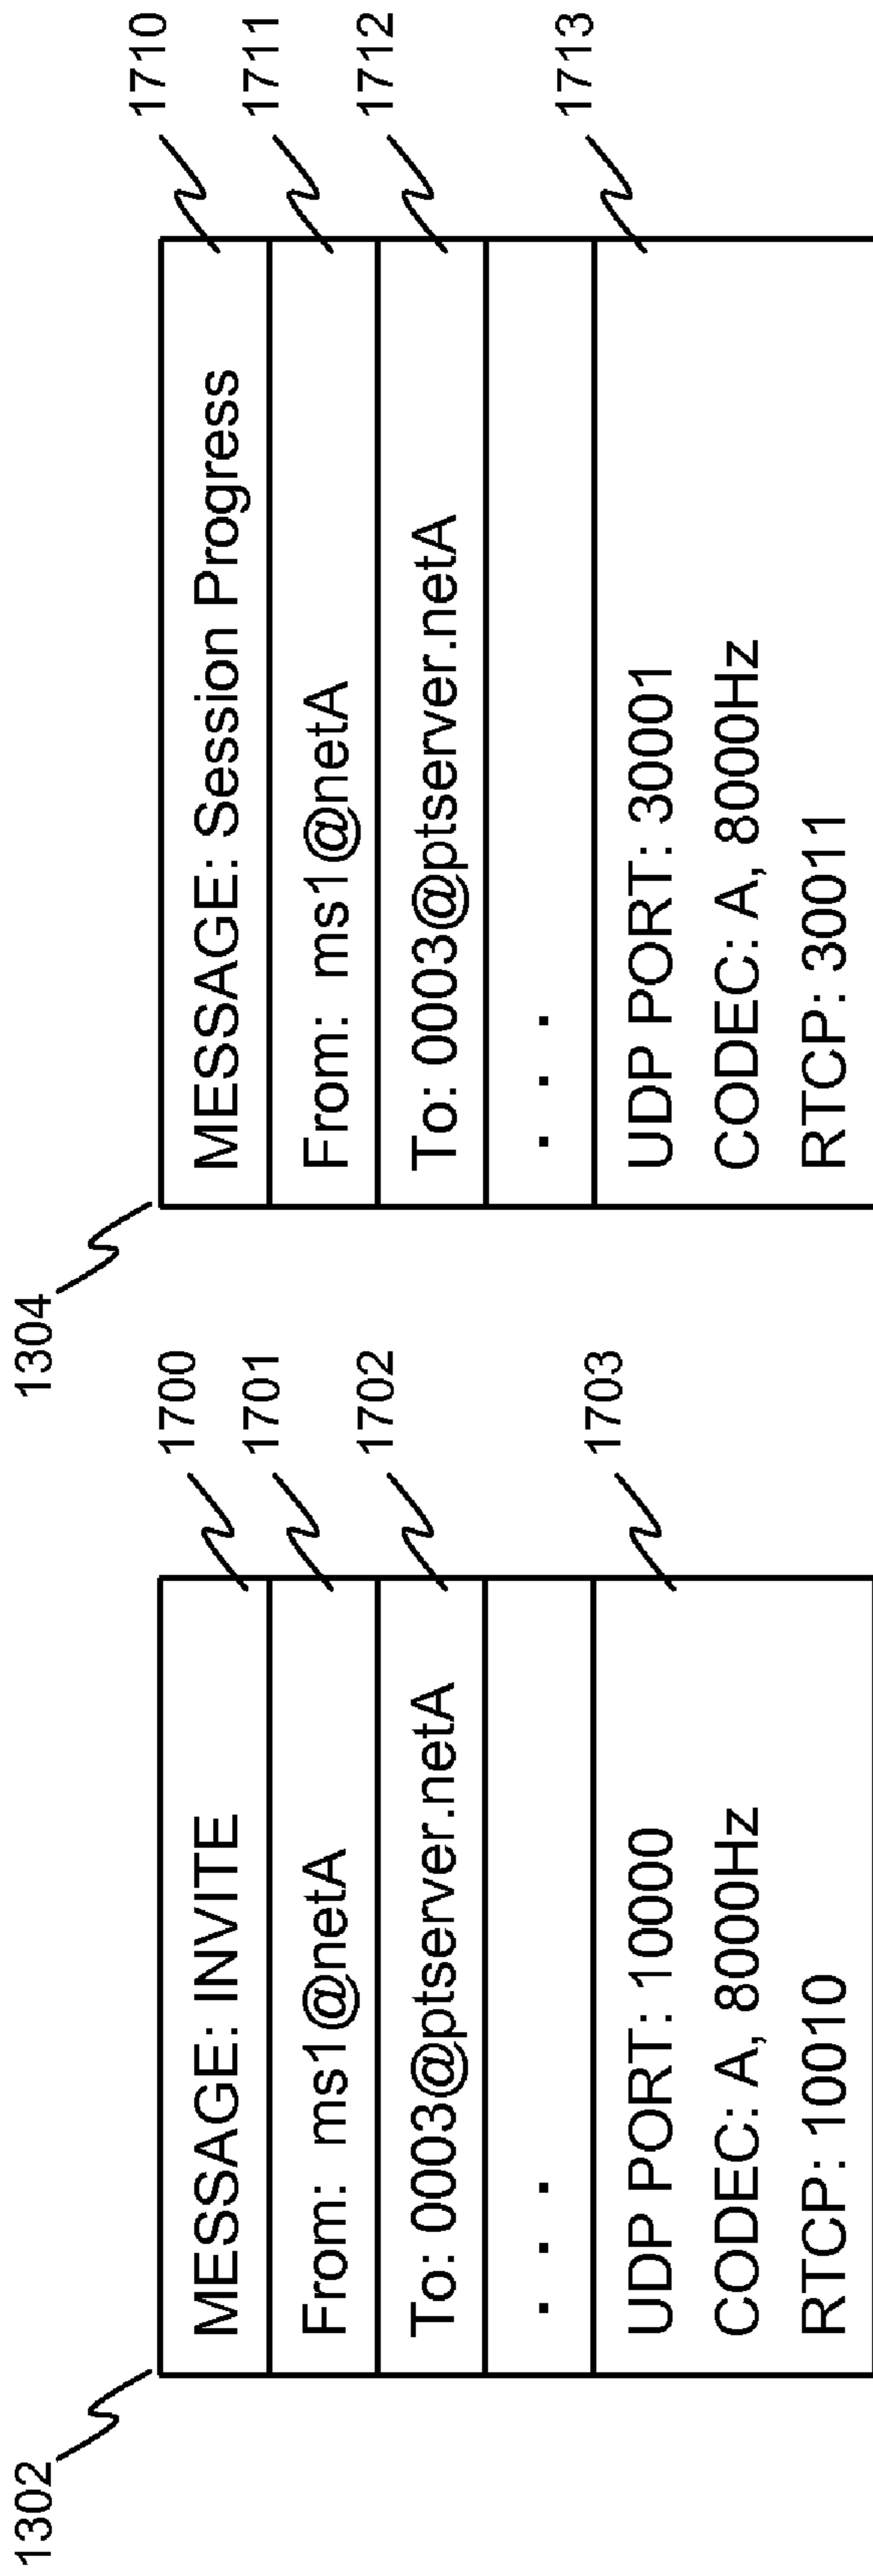 1302
MESSAGE: INVITE
1700
From: ms1@netA
1701
To: 0003@ptserver.netA
1702
. . .
UDP PORT: 10000
1703
CODEC: A, 8000Hz
RTCP: 10010
1304
MESSAGE: Session Progress
1710
From: ms1@netA
1711
To: 0003@ptserver.netA
1712
. . .
UDP PORT: 30001
1713
CODEC: A, 8000Hz
RTCP: 30011